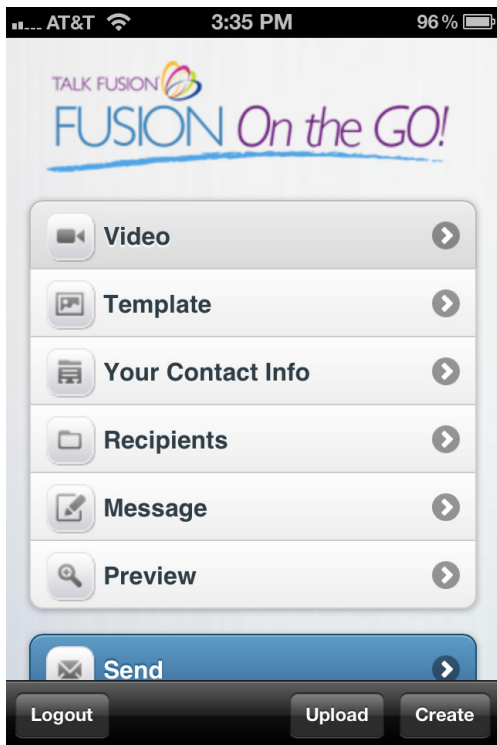 AT&T 3:35 PM 96%
TALK FUSION
FUSION On the GO!
Video
Template
Your Contact Info
Recipients
Message
Preview
Send
Logout Upload Create